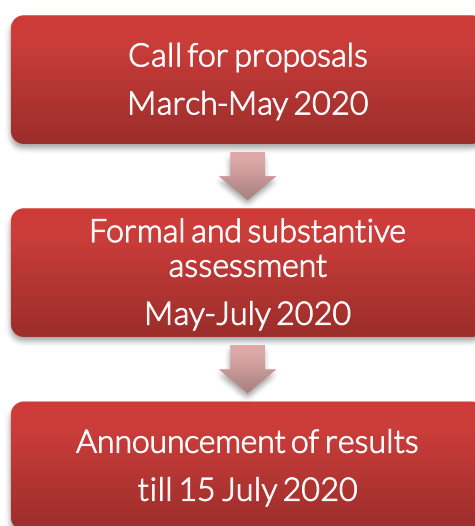 Call for proposals
March-May 2020
Formal and substantive
assessment
May-July 2020
Announcement of results
till 15 July 2020